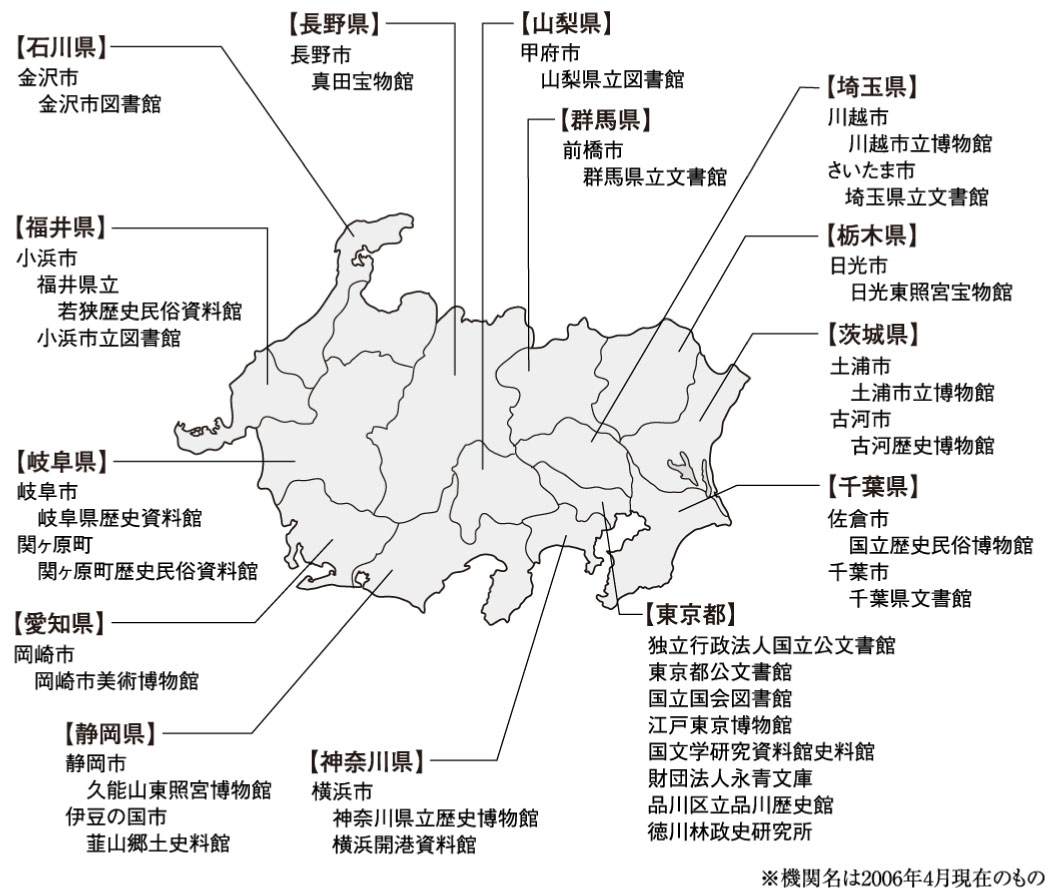 【石川県】
金沢市
金沢市図書館
【長野県】
長野市
真田宝物館
【山梨県】
甲府市
山梨県立図書館
【群馬県】
前橋市
群馬県立文書館
【埼玉県】
川越市
川越市立博物館
さいたま市
埼玉県立文書館
【福井県】
小浜市
福井県立
若狭歴史民俗資料館
小浜市立図書館
【栃木県】
日光市
日光東照宮宝物館
【茨城県】
土浦市
土浦市立博物館
古河市
古河歴史博物館
【岐阜県】
岐阜市
岐阜県歴史資料館
関ヶ原町
関ヶ原町歴史民俗資料館
【千葉県】
佐倉市
国立歴史民俗博物館
千葉市
千葉県文書館
【愛知県】
岡崎市
岡崎市美術博物館
【東京都】
独立行政法人国立公文書館
東京都公文書館
国立国会図書館
江戸東京博物館
国文学研究資料館史料館
財団法人永青文庫
品川区立品川歴史館
徳川林政史研究所
【静岡県】
静岡市
久能山東照宮博物館
伊豆の国市
韮山郷土史料館
【神奈川県】
横浜市
神奈川県立歴史博物館
横浜開港資料館
※機関名は2006年4月現在のもの